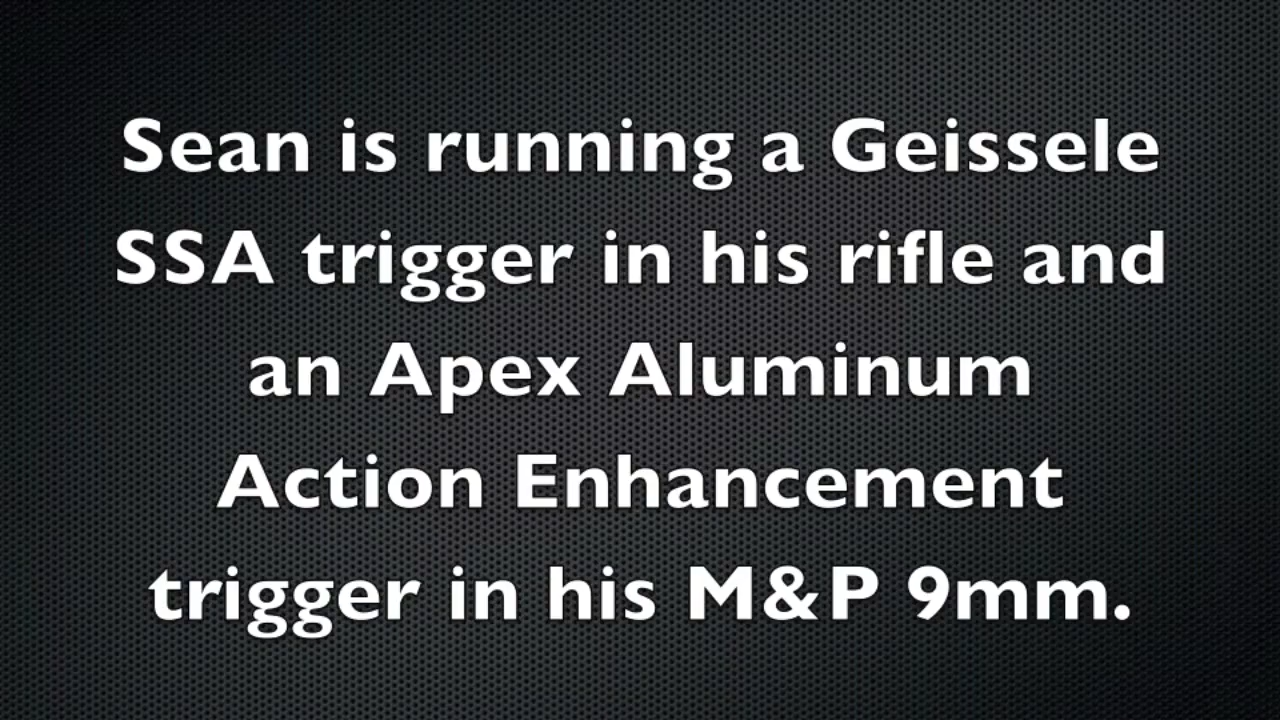 Sean is running a Geissele
SSA trigger in his rifle and
an Apex Aluminum
Action Enhancement
trigger in his M&P 9mm.